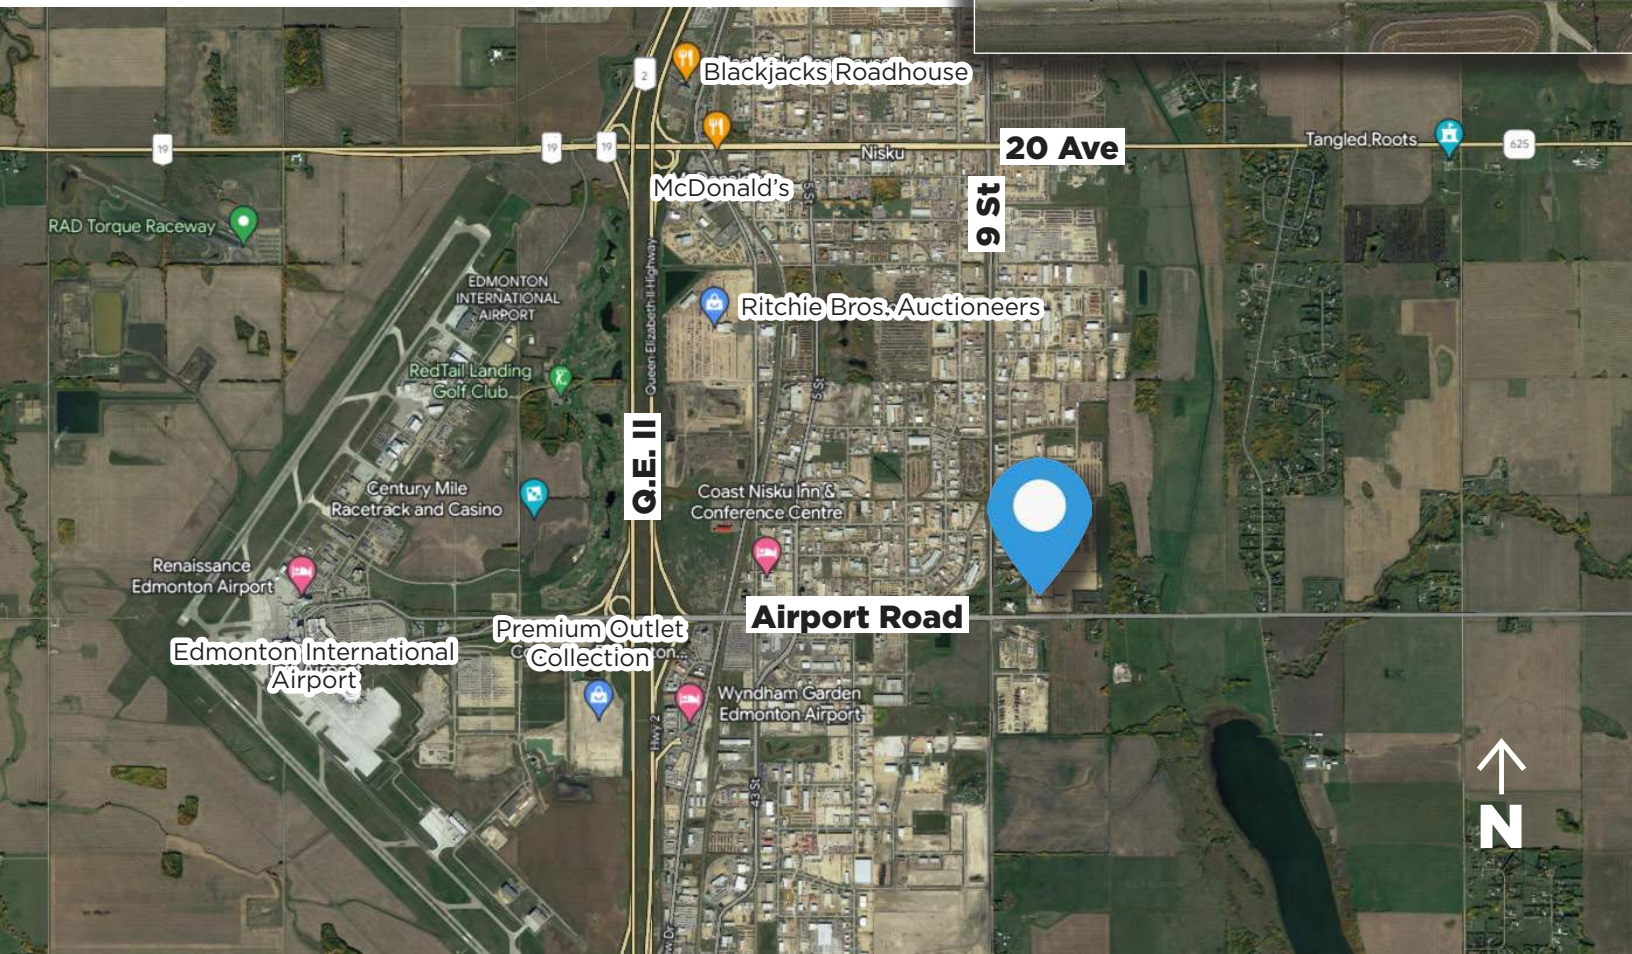 2
Blackjacks Roadhouse
19
19
19
Nisku
20 Ave
Tangled Roots
625
McDonald's
5 St
9 St
RAD Torque Raceway
Queen Elizabeth II Highway
EDMONTON
INTERNATIONAL
AIRPORT
Ritchie Bros. Auctioneers
RedTail Landing
Golf Club
5 St
Q.E. II
Century Mile
Racetrack and Casino
Coast Nisku Inn &
Conference Centre
Renaissance
Edmonton Airport
Airport Road
Premium Outlet
Collection
Edmonton International
Airport
Wyndham Garden
Edmonton Airport
Hwy 2
43 St
N